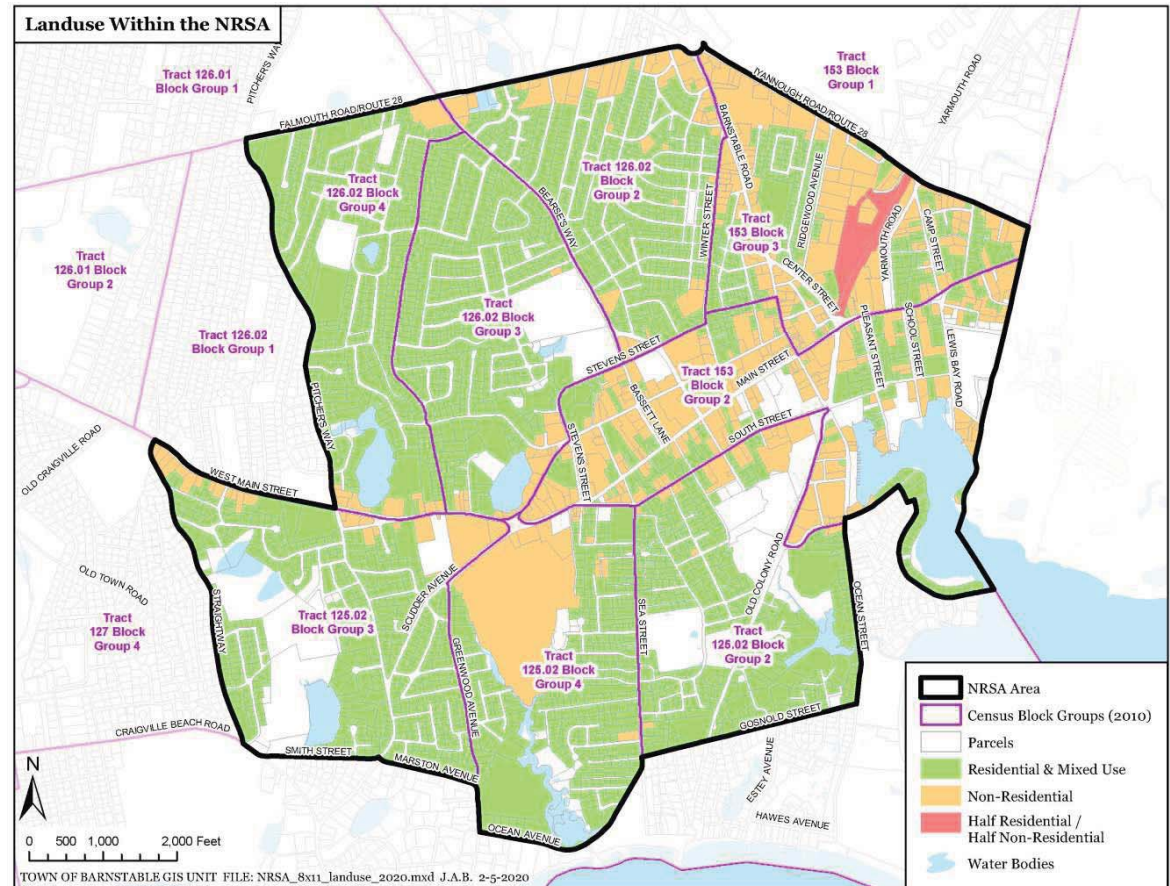 Landuse Within the NRSA
Tract 126.01
Block Group 1
PITCHER'S WAY
FALMOUTH ROAD/ROUTE 28
Tract
153 Block
Group 1
IYANNOUGH ROAD/ROUTE 28
YARMOUTH ROAD
Tract
126.02 Block
Group 4
BEARSE'S WAY
Tract 126.02
Block
Group 2
WINTER STREET
BARNSTABLE ROAD
RIDGEWOOD AVENUE
Tract
153 Block
Group 3
CENTER STREET
YARMOUTH ROAD
CAMP STREET
Tract
126.01 Block
Group 2
Tract 126.02
Block Group 1
Tract
126.02 Block
Group 3
STEVENS STREET
Tract 153
Block
Group 2
MAIN STREET
PLEASANT STREET
SCHOOL STREET
LEWIS BAY ROAD
PITCHER'S WAY
BASSETT LANE
SOUTH STREET
STEVENS STREET
OLD CRAIGVILLE ROAD
WEST MAIN STREET
OLD TOWN ROAD
STRAIGHTWAY
Tract
127 Block
Group 4
Tract 125.02
Block Group 3
SCUDDER AVENUE
GREENWOOD AVENUE
Tract
125.02 Block
Group 4
SEA STREET
OLD COLONY ROAD
Tract
125.02 Block
Group 2
OCEAN STREET
GOSNOLD STREET
CRAIGVILLE BEACH ROAD
SMITH STREET
MARSTON AVENUE
OCEAN AVENUE
ESTEY AVENUE
HAWES AVENUE
NRSA Area
Census Block Groups (2010)
Parcels
Residential & Mixed Use
Non-Residential
Half Residential /
Half Non-Residential
Water Bodies
N
0 500 1,000 2,000 Feet
TOWN OF BARNSTABLE GIS UNIT FILE: NRSA_8x11_landuse_2020.mxd J.A.B. 2-5-2020